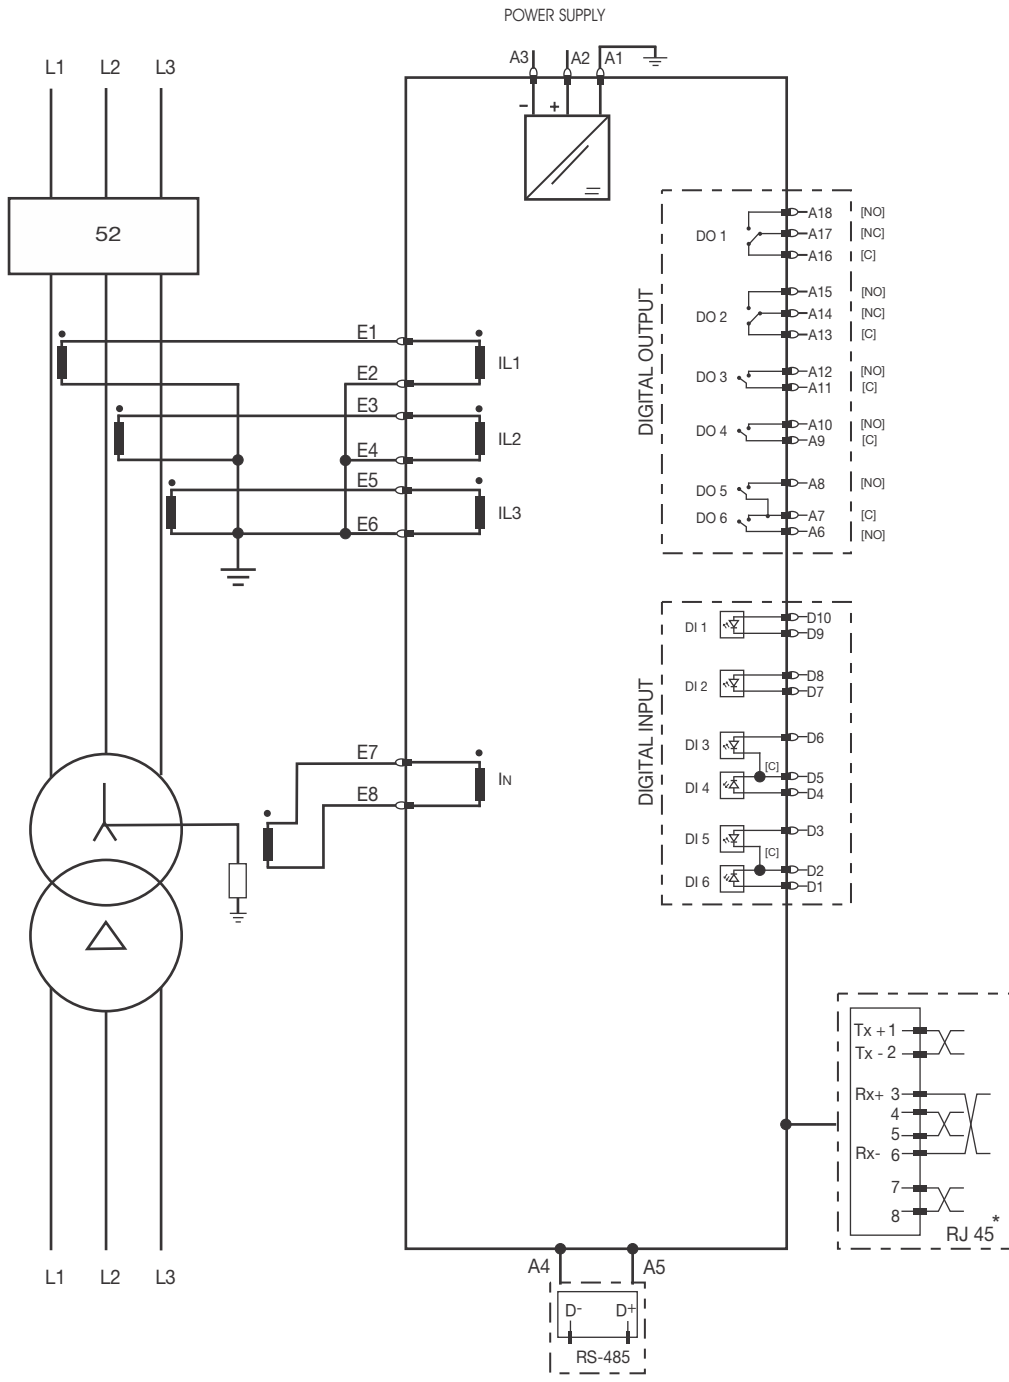 POWER SUPPLY
A3 A2 A1
- +
L1 L2 L3
52
E1
E2
IL1
E3
E4
IL2
E5
E6
IL3
E7
E8
IN
DIGITAL OUTPUT
DO 1
A18 [NO]
A17 [NC]
A16 [C]
DO 2
A15 [NO]
A14 [NC]
A13 [C]
DO 3
A12 [NO]
A11 [C]
DO 4
A10 [NO]
A9 [C]
DO 5
A8 [NO]
DO 6
A7 [C]
A6 [NO]
DIGITAL INPUT
DI 1
D10
D9
DI 2
D8
D7
DI 3
D6
[C]
DI 4
D5
D4
DI 5
D3
[C]
DI 6
D2
D1
Tx + 1
Tx - 2
Rx+ 3
4
5
Rx- 6
7
8
RJ 45*
L1 L2 L3
A4 A5
D- D+
RS-485